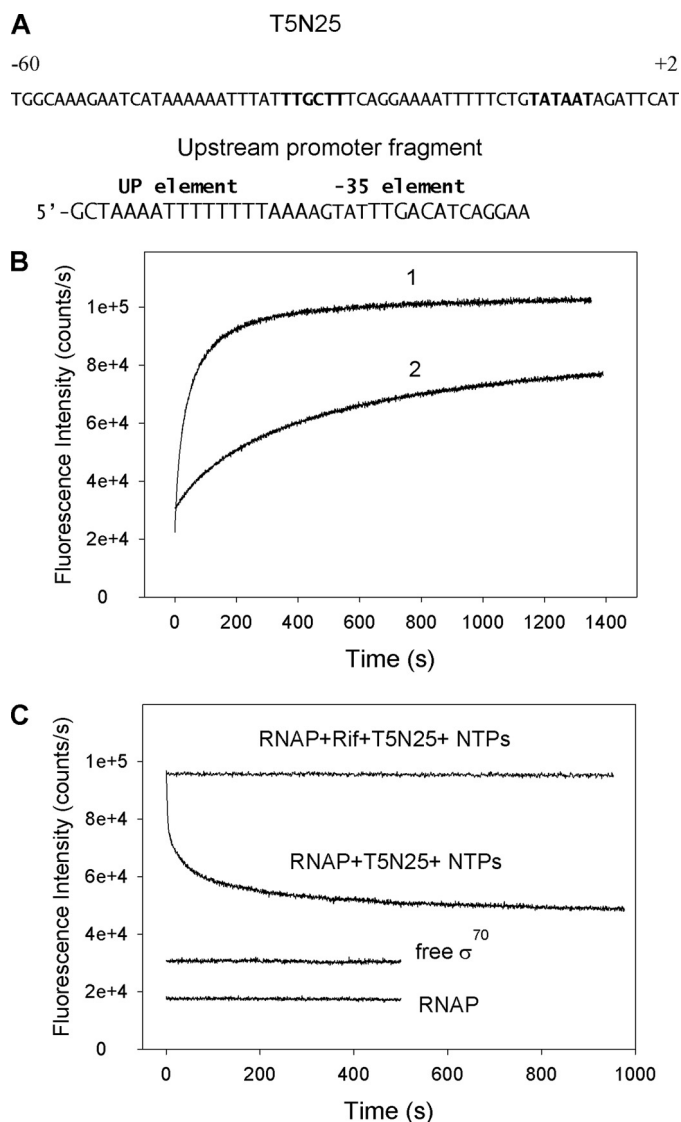 A
T5N25
-60 +2
TGGCAAAGAATCATAAAAAATTTATTTGCTTTCAGGAAAATTTTTCTGTATAATAGATTCAT
Upstream promoter fragment
UP element -35 element
5'-GCTAAAATTTTTTTTAAAAGTATTTGACATCAGGAA
B
1
2
Fluorescence Intensity (counts/s)
1e+5
8e+4
6e+4
4e+4
2e+4
0
0 200 400 600 800 1000 1200 1400
Time (s)
C
RNAP+Rif+T5N25+ NTPs
RNAP+T5N25+ NTPs
free σ70
RNAP
Fluorescence Intensity (counts/s)
1e+5
8e+4
6e+4
4e+4
2e+4
0
0 200 400 600 800 1000
Time (s)